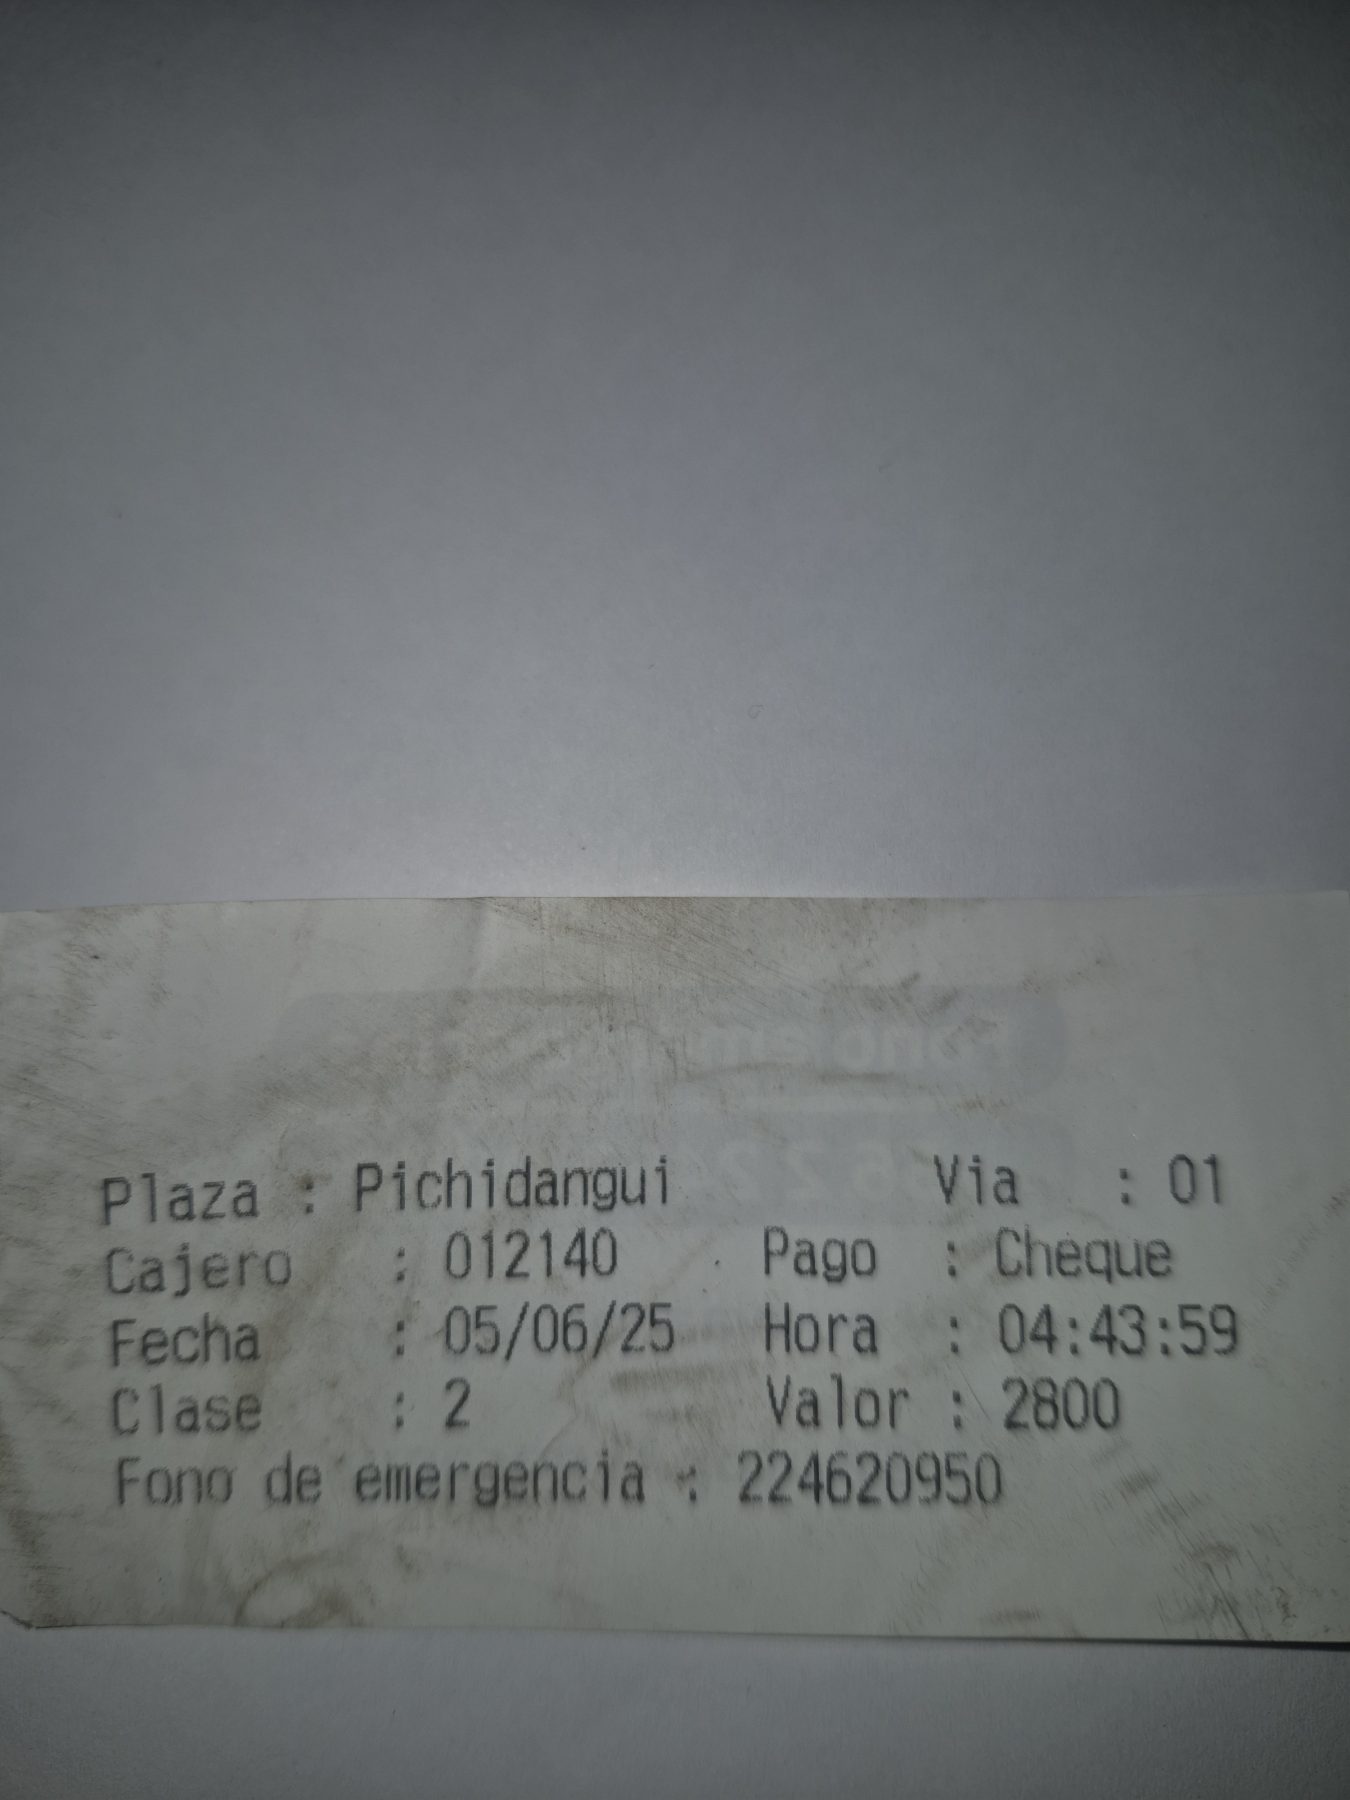 Plaza : Pichidangui Via : 01
Cajero : 012140 Pago : Cheque
Fecha : 05/06/25 Hora : 04:43:59
Clase : 2 Valor : 2800
Fono de emergencia : 224620950